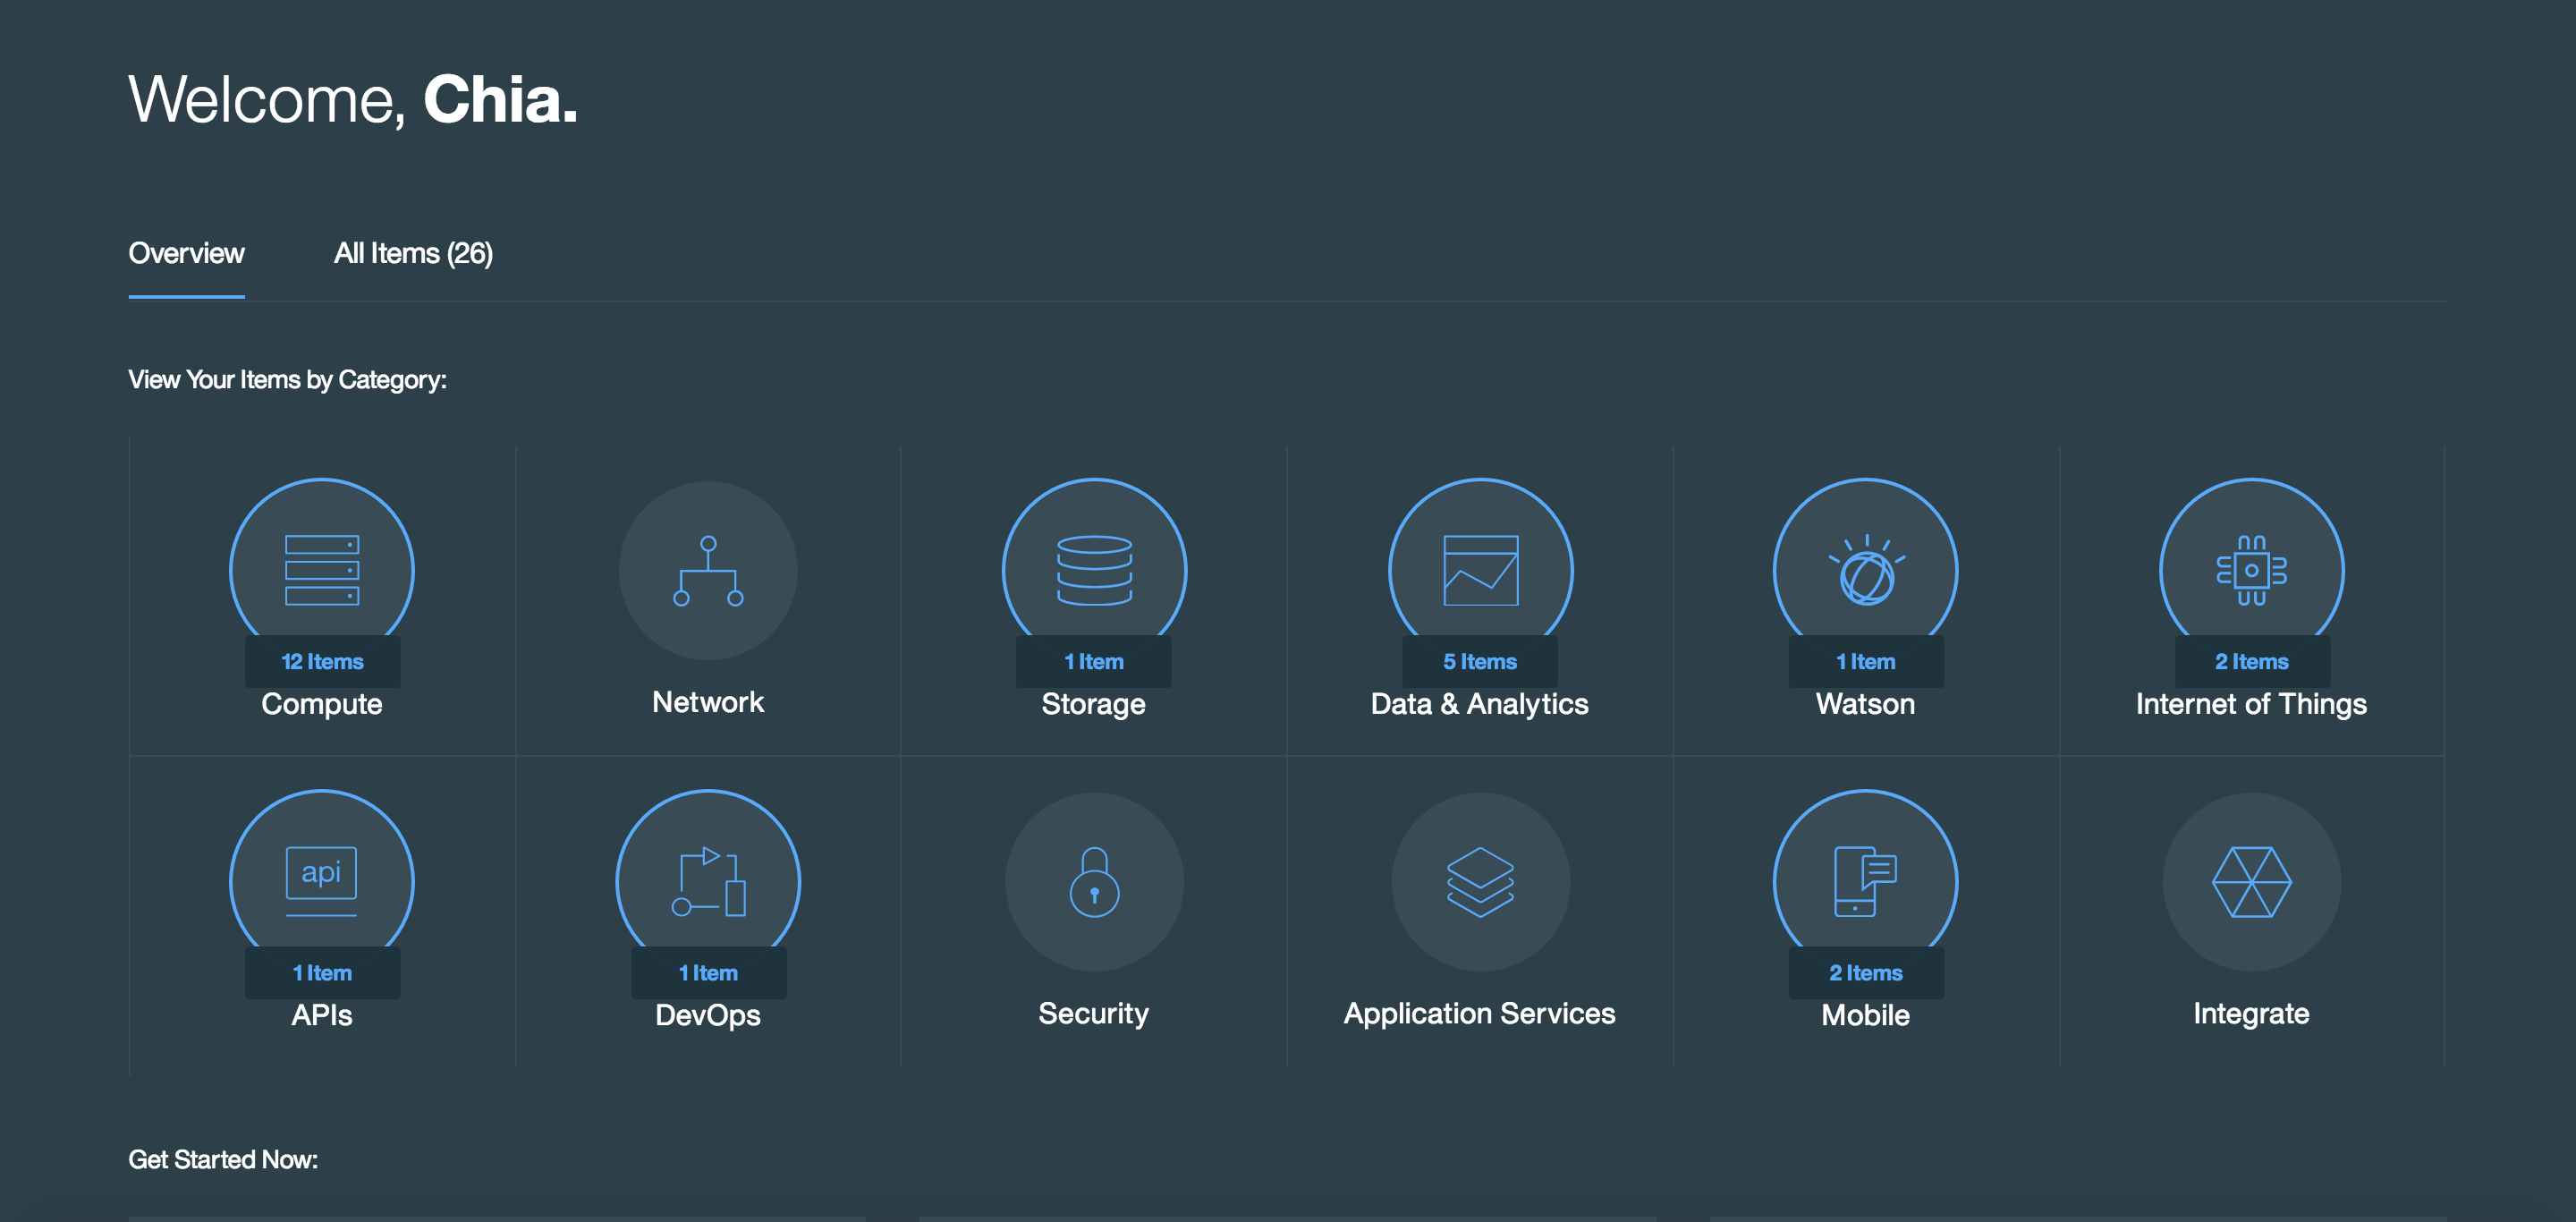 Welcome, Chia.
Overview All Items (26)
View Your Items by Category:
12 Items 1 Item 5 Items 1 Item 2 Items
Compute Network Storage Data & Analytics Watson Internet of Things
api
1 Item 1 Item 2 Items
APIs DevOps Security Application Services Mobile Integrate
Get Started Now: